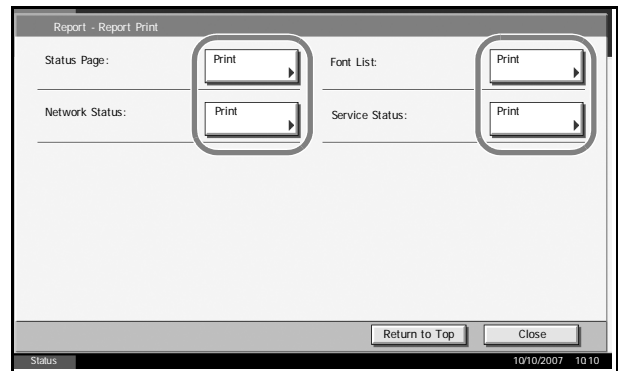 Report - Report Print
Status Page: Print Font List: Print
Network Status: Print Service Status: Print
Return to Top Close
Status 10/10/2007 10:10